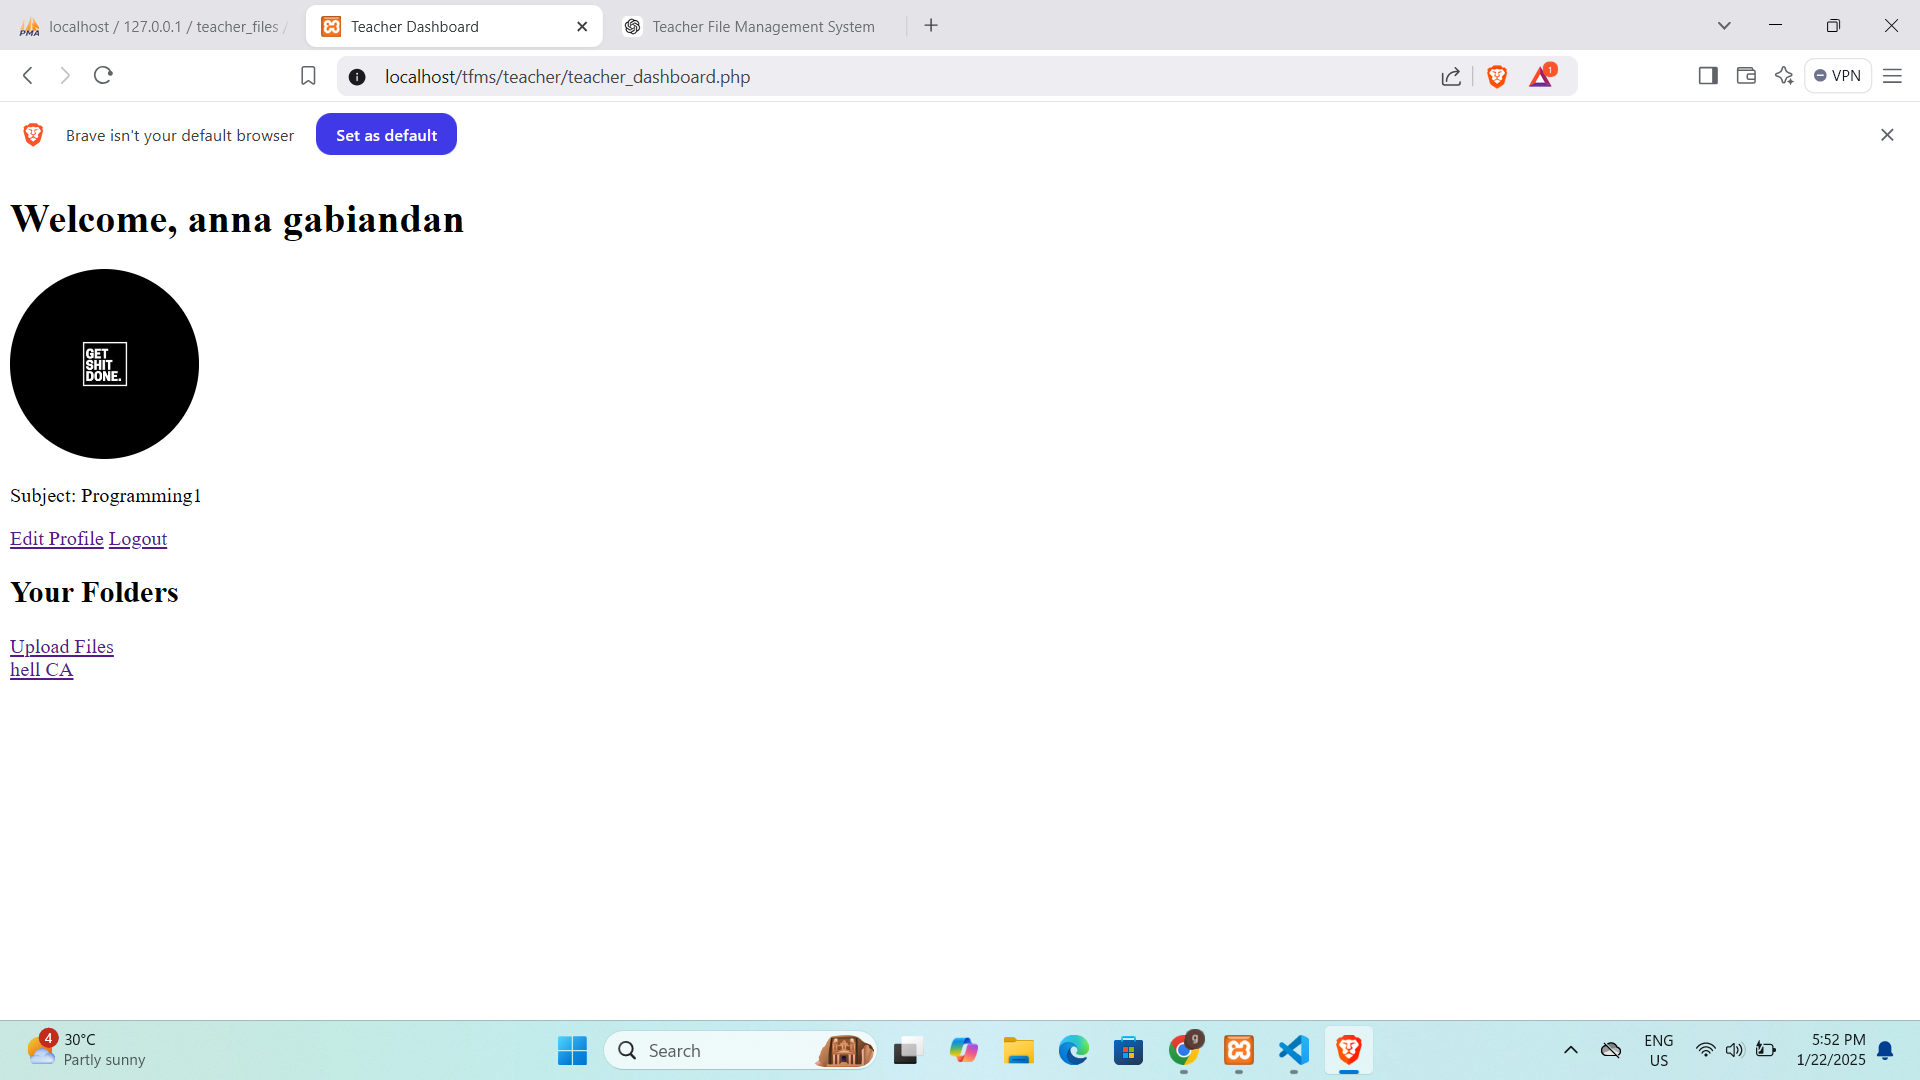 localhost / 127.0.0.1 / teacher_files /
Teacher Dashboard
Teacher File Management System
localhost/tfms/teacher/teacher_dashboard.php
1
VPN
Brave isn't your default browser
Set as default
Welcome, anna gabiandan
GET
SHIT
DONE.
Subject: Programming1
Edit Profile Logout
Your Folders
Upload Files
hell CA
4
30°C
Partly sunny
Search
g
ENG
US
5:52 PM
1/22/2025
PMA